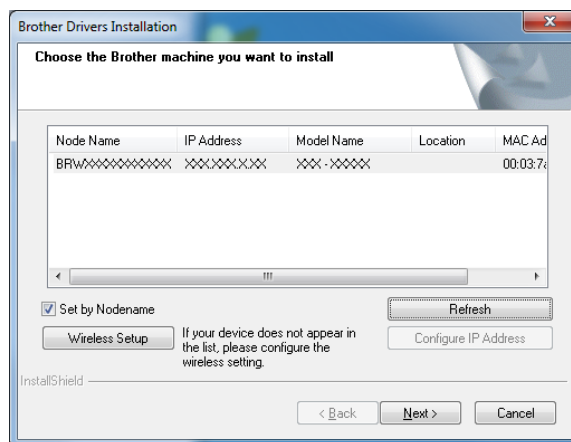 Brother Drivers Installation
Choose the Brother machine you want to install
Node Name IP Address Model Name Location MAC Ad
BRWXXXXXXXXXXXX XXX.XXX.X.XX XXX - XXXXX 00:03:7a
Set by Nodename
Refresh
Wireless Setup
If your device does not appear in
the list, please configure the
wireless setting.
Configure IP Address
InstallShield
< Back
Next >
Cancel